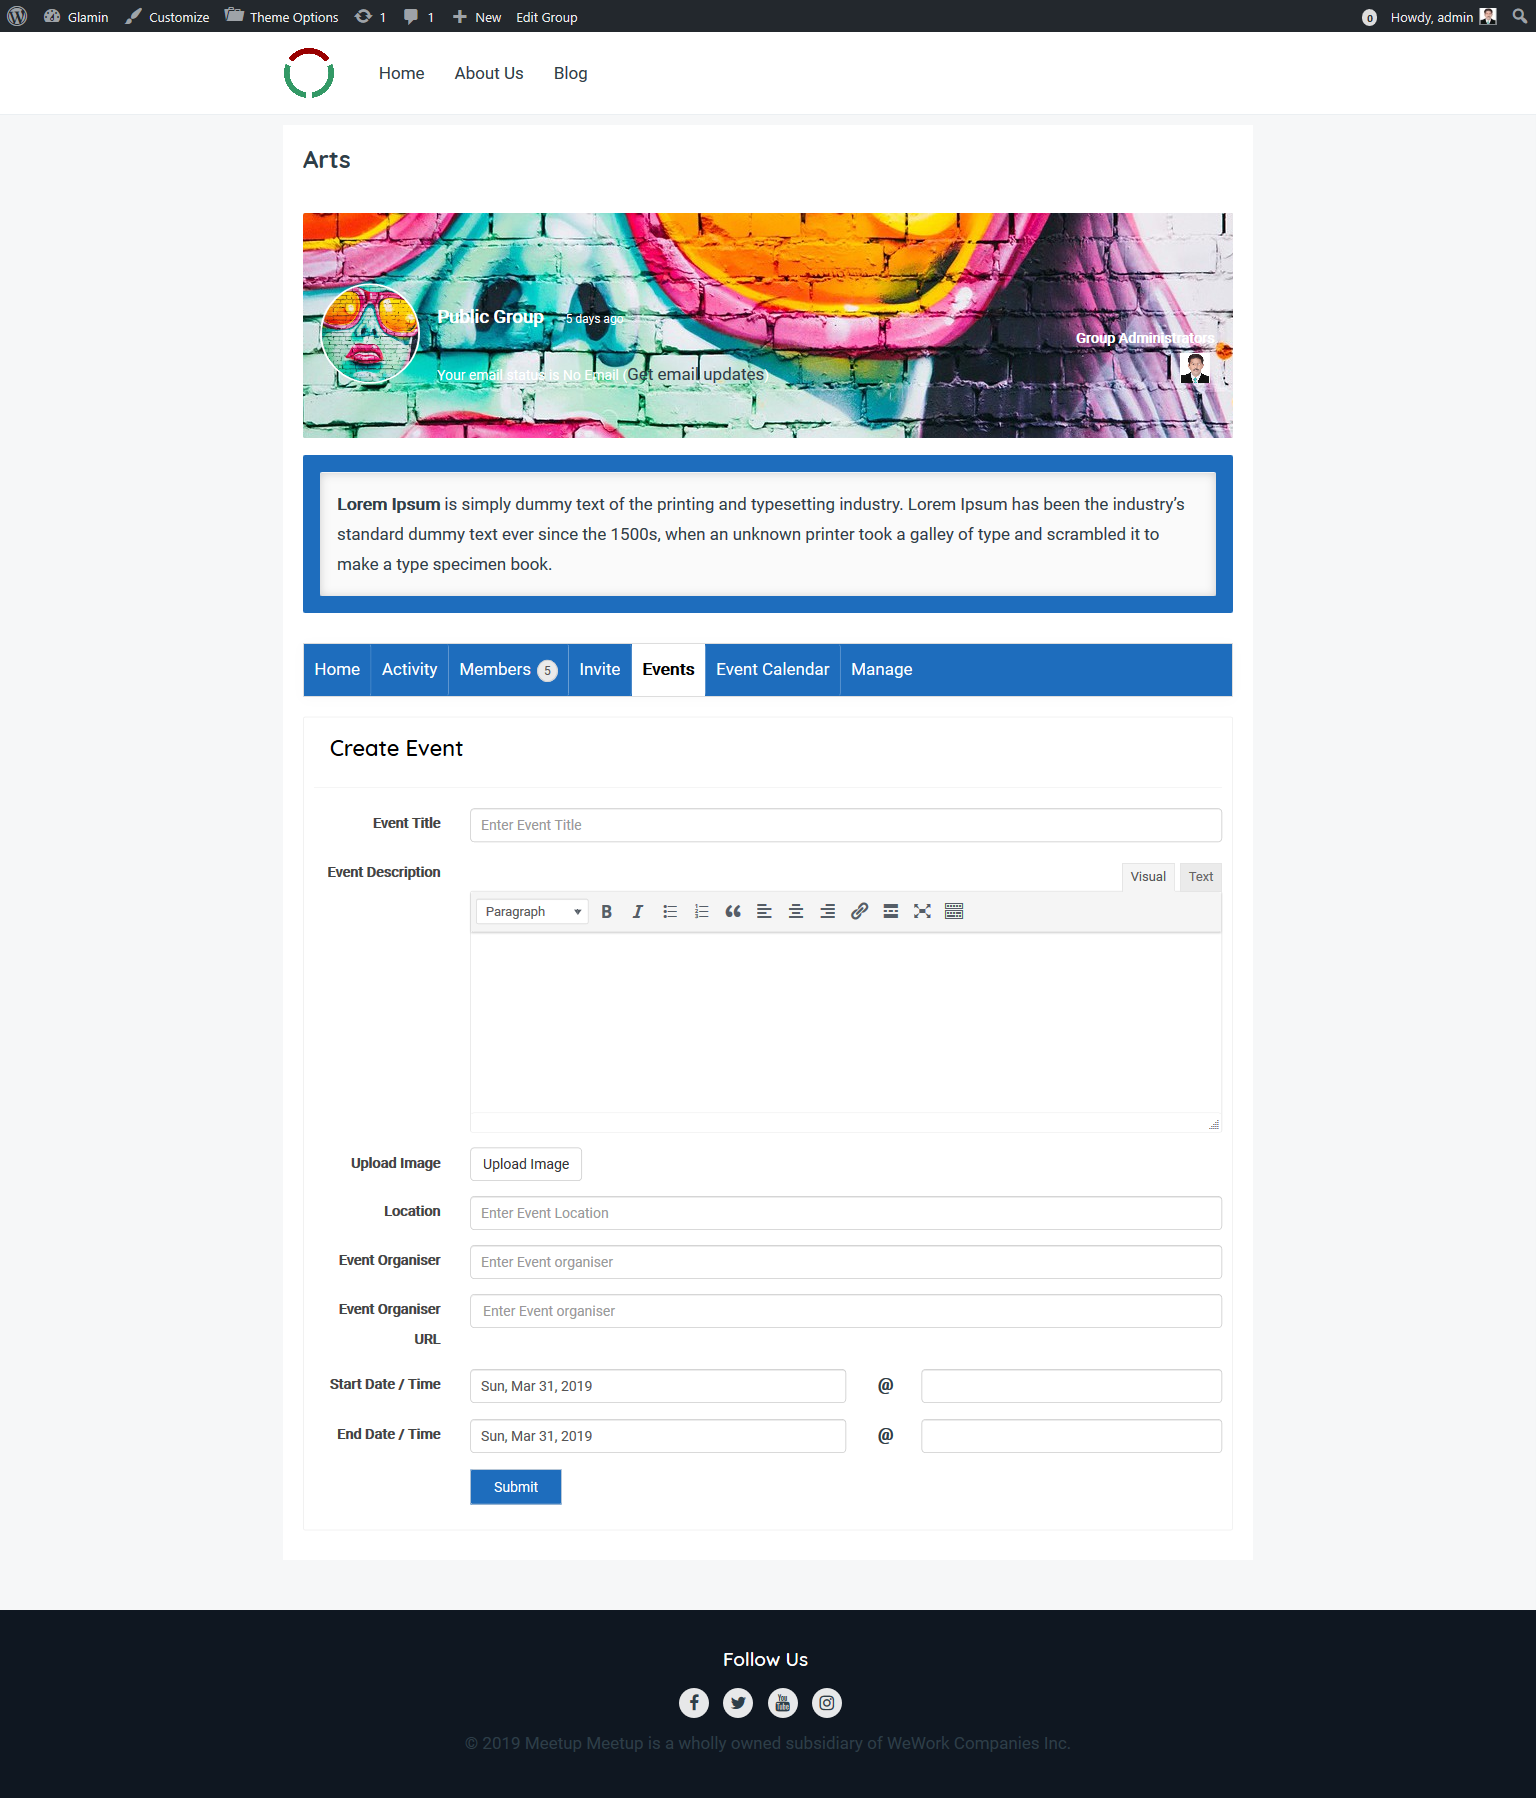 Glamin Customize Theme Options 1 1 New Edit Group 0 Howdy, admin
Home About Us Blog
Arts
Public Group 5 days ago
Group Administrators
Your email status is No Email (Get email updates)
Lorem Ipsum is simply dummy text of the printing and typesetting industry. Lorem Ipsum has been the industry’s
standard dummy text ever since the 1500s, when an unknown printer took a galley of type and scrambled it to
make a type specimen book.
Home Activity Members 5 Invite Events Event Calendar Manage
Create Event
Event Title Enter Event Title
Event Description Visual Text
Paragraph
Upload Image Upload Image
Location Enter Event Location
Event Organiser Enter Event organiser
Event Organiser Enter Event organiser
URL
Start Date / Time Sun, Mar 31, 2019 @
End Date / Time Sun, Mar 31, 2019 @
Submit
Follow Us
You Tube
© 2019 Meetup Meetup is a wholly owned subsidiary of WeWork Companies Inc.